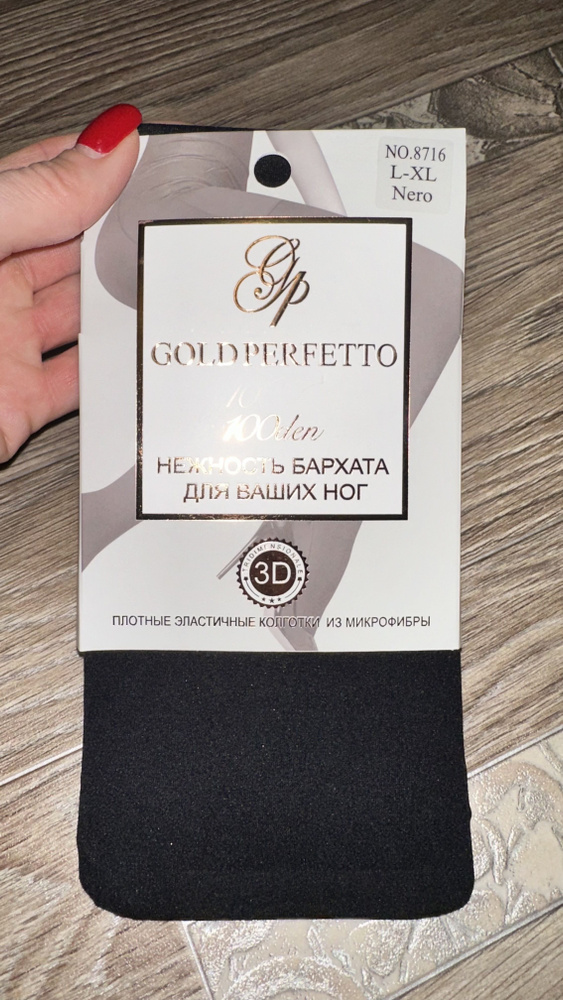 NO.8716
L-XL
Nero
GP
GOLD PERFETTO
100den
НЕЖНОСТЬ БАРХАТА
ДЛЯ ВАШИХ НОГ
TRIDIMENSIONALE
3D
ПЛОТНЫЕ ЭЛАСТИЧНЫЕ КОЛГОТКИ ИЗ МИКРОФИБРЫ